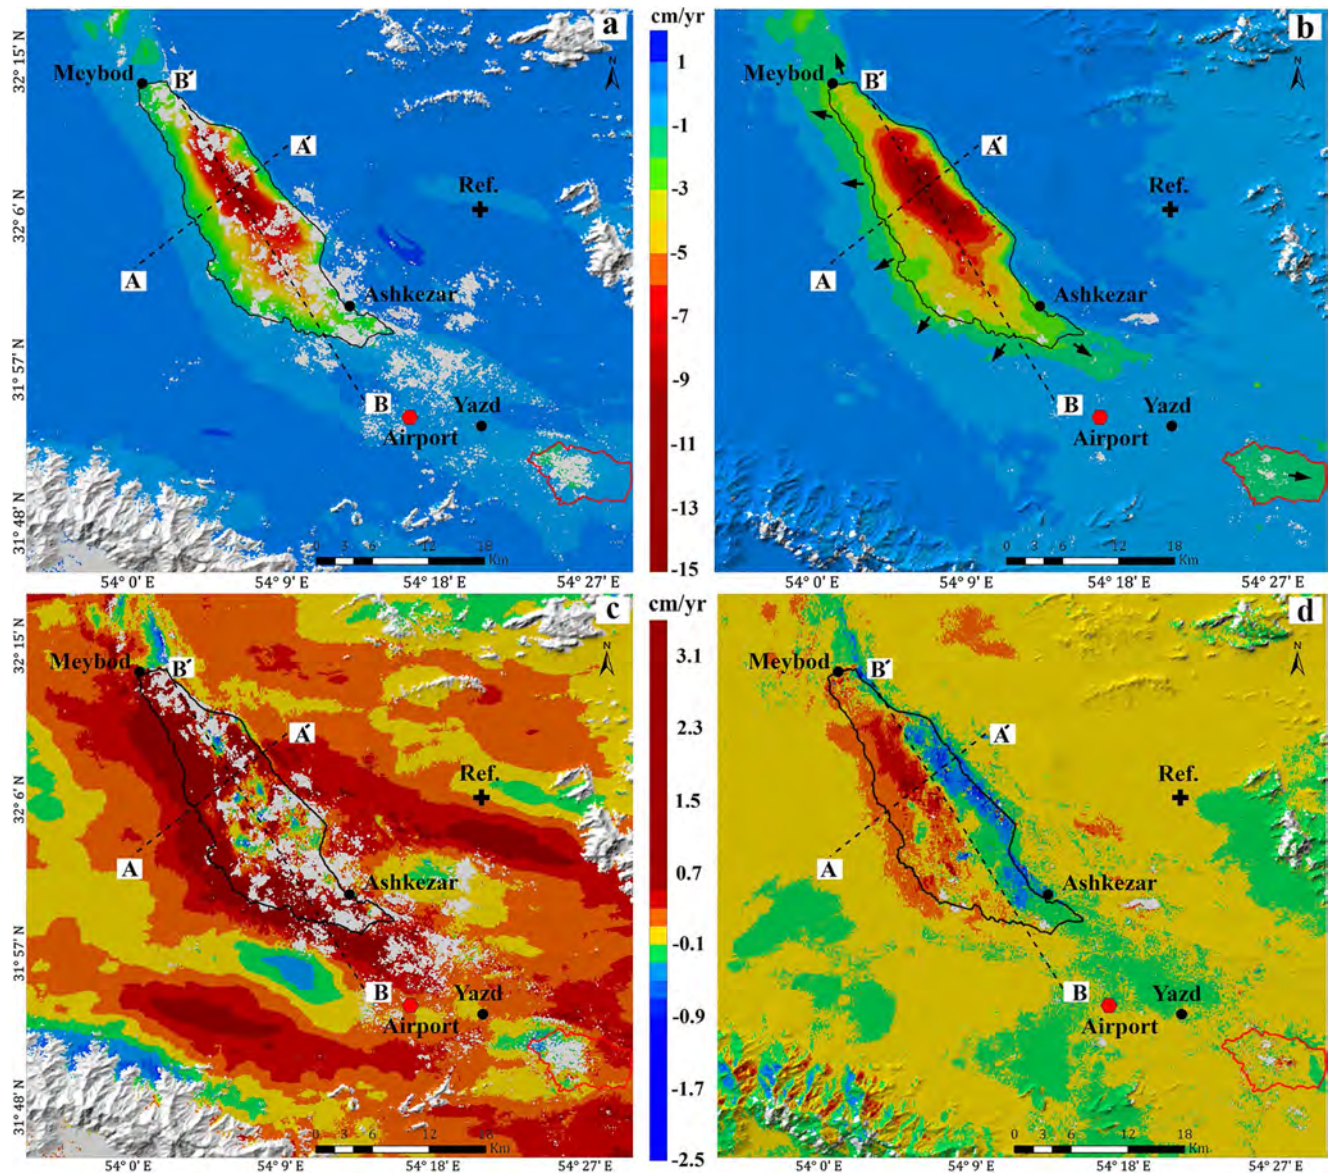 a
cm/yr
b
32° 15′
32° 6′
31° 57′
31° 48′
Meybod
B′
A′
A
Ref.
Ashkezar
B
Airport
Yazd
N
0 3 6 12 18
Km
54° 0′ E
54° 9′ E
54° 18′ E
54° 27′ E
1
-1
-3
-5
-7
-9
-11
-13
-15
Meybod
B′
A′
A
Ref.
Ashkezar
B
Airport
Yazd
N
0 3 6 12 18
Km
54° 0′ E
54° 9′ E
54° 18′ E
54° 27′ E
c
cm/yr
d
32° 15′
32° 6′
31° 57′
31° 48′
Meybod
B′
A′
A
Ref.
Ashkezar
B
Airport
Yazd
N
0 3 6 12 18
Km
54° 0′ E
54° 9′ E
54° 18′ E
54° 27′ E
3.1
2.3
1.5
0.7
-0.1
-0.9
-1.7
-2.5
Meybod
B′
A′
A
Ref.
Ashkezar
B
Airport
Yazd
N
0 3 6 12 18
Km
54° 0′ E
54° 9′ E
54° 18′ E
54° 27′ E